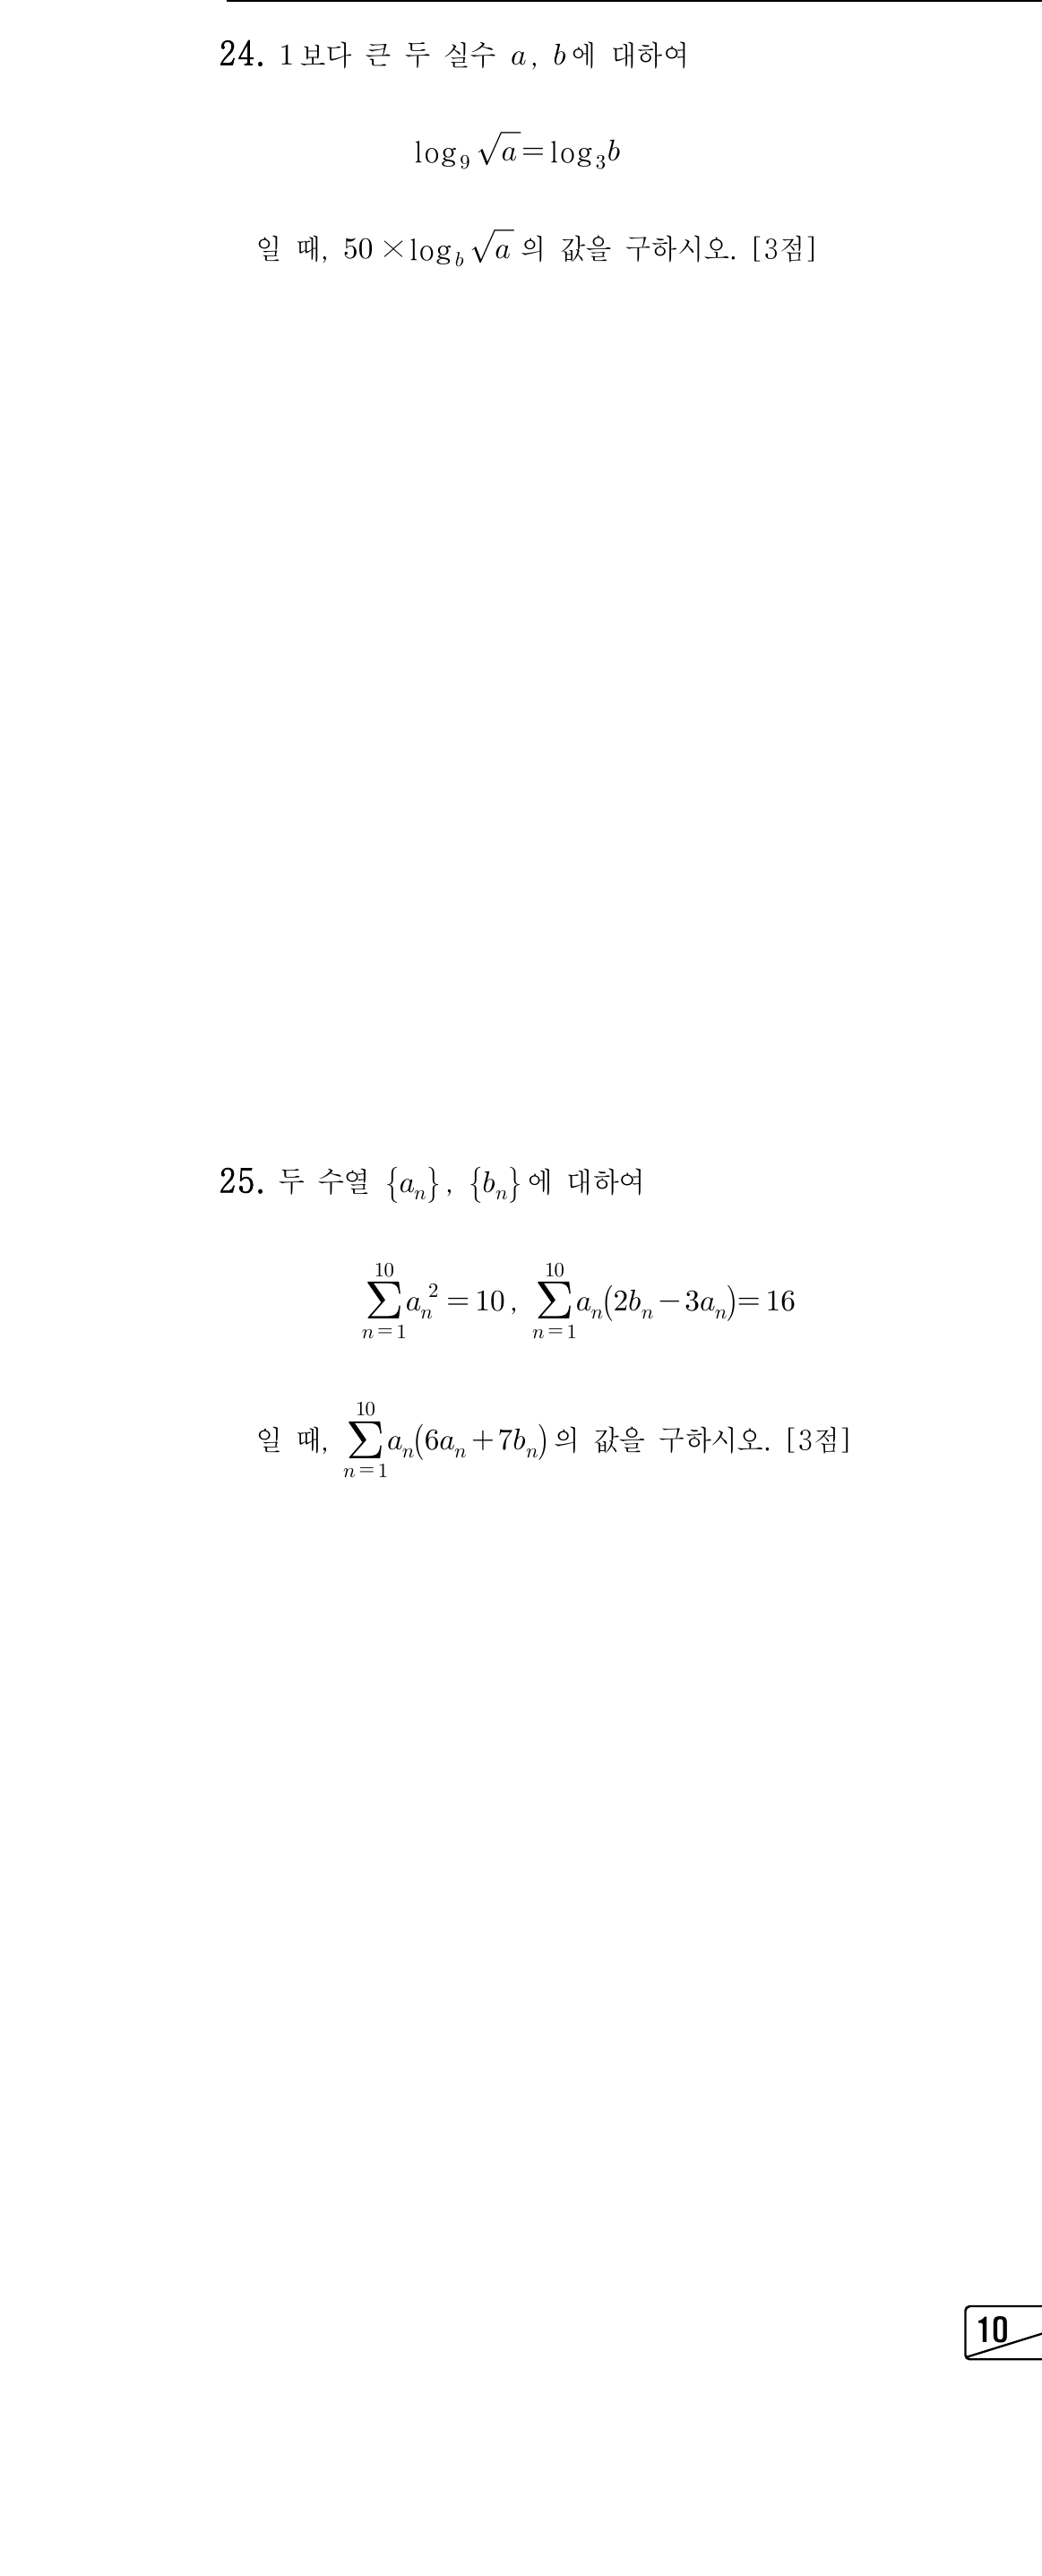 24. 1보다 큰 두 실수 a, b에 대하여
log₉√a = log₃b
일 때, 50 × log_b √a 의 값을 구하시오. [3점]
25. 두 수열 {aₙ}, {bₙ}에 대하여
∑_{n=1}^{10} aₙ² = 10, ∑_{n=1}^{10} aₙ(2bₙ − 3aₙ) = 16
일 때, ∑_{n=1}^{10} aₙ(6aₙ + 7bₙ)의 값을 구하시오. [3점]
10